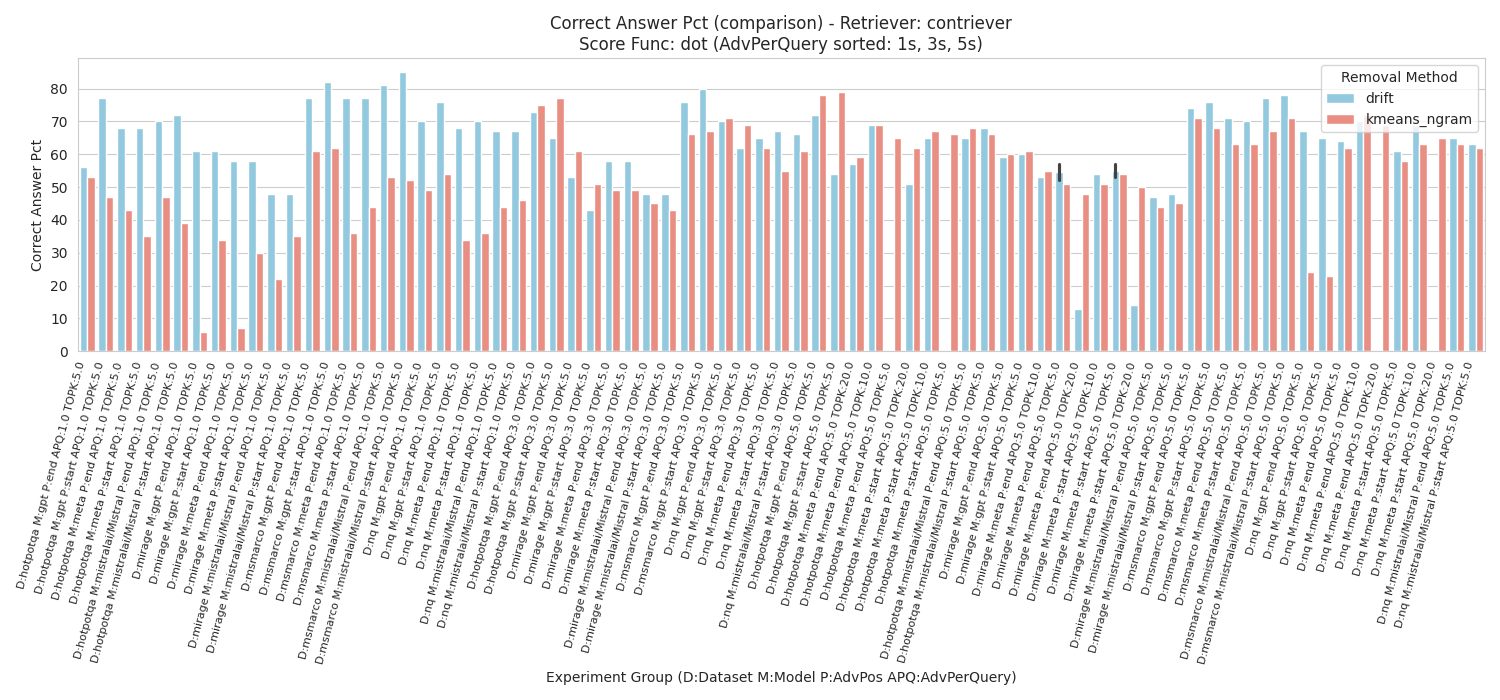 Correct Answer Pct (comparison) - Retriever: contriever
Score Func: dot (AdvPerQuery sorted: 1s, 3s, 5s)
Removal Method
drift
kmeans_ngram
Correct Answer Pct
80
70
60
50
40
30
20
10
0
D:hotpotqa M:gpt P:end APQ:1.0 TOPK:5.0
D:hotpotqa M:gpt P:start APQ:1.0 TOPK:5.0
D:hotpotqa M:meta P:end APQ:1.0 TOPK:5.0
D:hotpotqa M:meta P:start APQ:1.0 TOPK:5.0
D:hotpotqa M:mistralai/Mistral P:end APQ:1.0 TOPK:5.0
D:hotpotqa M:mistralai/Mistral P:start APQ:1.0 TOPK:5.0
D:mirage M:gpt P:end APQ:1.0 TOPK:5.0
D:mirage M:gpt P:start APQ:1.0 TOPK:5.0
D:mirage M:meta P:end APQ:1.0 TOPK:5.0
D:mirage M:meta P:start APQ:1.0 TOPK:5.0
D:mirage M:mistralai/Mistral P:end APQ:1.0 TOPK:5.0
D:mirage M:mistralai/Mistral P:start APQ:1.0 TOPK:5.0
D:msmarco M:gpt P:end APQ:1.0 TOPK:5.0
D:msmarco M:gpt P:start APQ:1.0 TOPK:5.0
D:msmarco M:meta P:end APQ:1.0 TOPK:5.0
D:msmarco M:meta P:start APQ:1.0 TOPK:5.0
D:msmarco M:mistralai/Mistral P:end APQ:1.0 TOPK:5.0
D:msmarco M:mistralai/Mistral P:start APQ:1.0 TOPK:5.0
D:nq M:gpt P:end APQ:1.0 TOPK:5.0
D:nq M:gpt P:start APQ:1.0 TOPK:5.0
D:nq M:meta P:end APQ:1.0 TOPK:5.0
D:nq M:meta P:start APQ:1.0 TOPK:5.0
D:nq M:mistralai/Mistral P:end APQ:1.0 TOPK:5.0
D:nq M:mistralai/Mistral P:start APQ:1.0 TOPK:5.0
D:hotpotqa M:gpt P:end APQ:3.0 TOPK:5.0
D:hotpotqa M:gpt P:start APQ:3.0 TOPK:5.0
D:mirage M:gpt P:end APQ:3.0 TOPK:5.0
D:mirage M:gpt P:start APQ:3.0 TOPK:5.0
D:mirage M:meta P:end APQ:3.0 TOPK:5.0
D:mirage M:meta P:start APQ:3.0 TOPK:5.0
D:mirage M:mistralai/Mistral P:end APQ:3.0 TOPK:5.0
D:mirage M:mistralai/Mistral P:start APQ:3.0 TOPK:5.0
D:msmarco M:gpt P:end APQ:3.0 TOPK:5.0
D:msmarco M:gpt P:start APQ:3.0 TOPK:5.0
D:nq M:gpt P:end APQ:3.0 TOPK:5.0
D:nq M:gpt P:start APQ:3.0 TOPK:5.0
D:nq M:meta P:end APQ:3.0 TOPK:5.0
D:nq M:meta P:start APQ:3.0 TOPK:5.0
D:nq M:mistralai/Mistral P:start APQ:3.0 TOPK:5.0
D:hotpotqa M:gpt P:end APQ:5.0 TOPK:5.0
D:hotpotqa M:gpt P:start APQ:5.0 TOPK:5.0
D:hotpotqa M:meta P:end APQ:5.0 TOPK:10.0
D:hotpotqa M:meta P:end APQ:5.0 TOPK:20.0
D:hotpotqa M:meta P:end APQ:5.0 TOPK:5.0
D:hotpotqa M:meta P:start APQ:5.0 TOPK:10.0
D:hotpotqa M:meta P:start APQ:5.0 TOPK:20.0
D:hotpotqa M:meta P:start APQ:5.0 TOPK:5.0
D:hotpotqa M:mistralai/Mistral P:end APQ:5.0 TOPK:5.0
D:hotpotqa M:mistralai/Mistral P:start APQ:5.0 TOPK:5.0
D:mirage M:gpt P:end APQ:5.0 TOPK:5.0
D:mirage M:gpt P:start APQ:5.0 TOPK:5.0
D:mirage M:meta P:end APQ:5.0 TOPK:10.0
D:mirage M:meta P:end APQ:5.0 TOPK:20.0
D:mirage M:meta P:end APQ:5.0 TOPK:5.0
D:mirage M:meta P:start APQ:5.0 TOPK:10.0
D:mirage M:meta P:start APQ:5.0 TOPK:20.0
D:mirage M:meta P:start APQ:5.0 TOPK:5.0
D:mirage M:mistralai/Mistral P:end APQ:5.0 TOPK:5.0
D:mirage M:mistralai/Mistral P:start APQ:5.0 TOPK:5.0
D:msmarco M:gpt P:end APQ:5.0 TOPK:5.0
D:msmarco M:gpt P:start APQ:5.0 TOPK:5.0
D:msmarco M:meta P:end APQ:5.0 TOPK:5.0
D:msmarco M:meta P:start APQ:5.0 TOPK:5.0
D:msmarco M:mistralai/Mistral P:end APQ:5.0 TOPK:5.0
D:msmarco M:mistralai/Mistral P:start APQ:5.0 TOPK:5.0
D:nq M:gpt P:end APQ:5.0 TOPK:5.0
D:nq M:gpt P:start APQ:5.0 TOPK:5.0
D:nq M:meta P:end APQ:5.0 TOPK:10.0
D:nq M:meta P:end APQ:5.0 TOPK:20.0
D:nq M:meta P:end APQ:5.0 TOPK:5.0
D:nq M:meta P:start APQ:5.0 TOPK:10.0
D:nq M:meta P:start APQ:5.0 TOPK:20.0
D:nq M:meta P:start APQ:5.0 TOPK:5.0
D:nq M:mistralai/Mistral P:end APQ:5.0 TOPK:5.0
D:nq M:mistralai/Mistral P:start APQ:5.0 TOPK:5.0
Experiment Group (D:Dataset M:Model P:AdvPos APQ:AdvPerQuery)